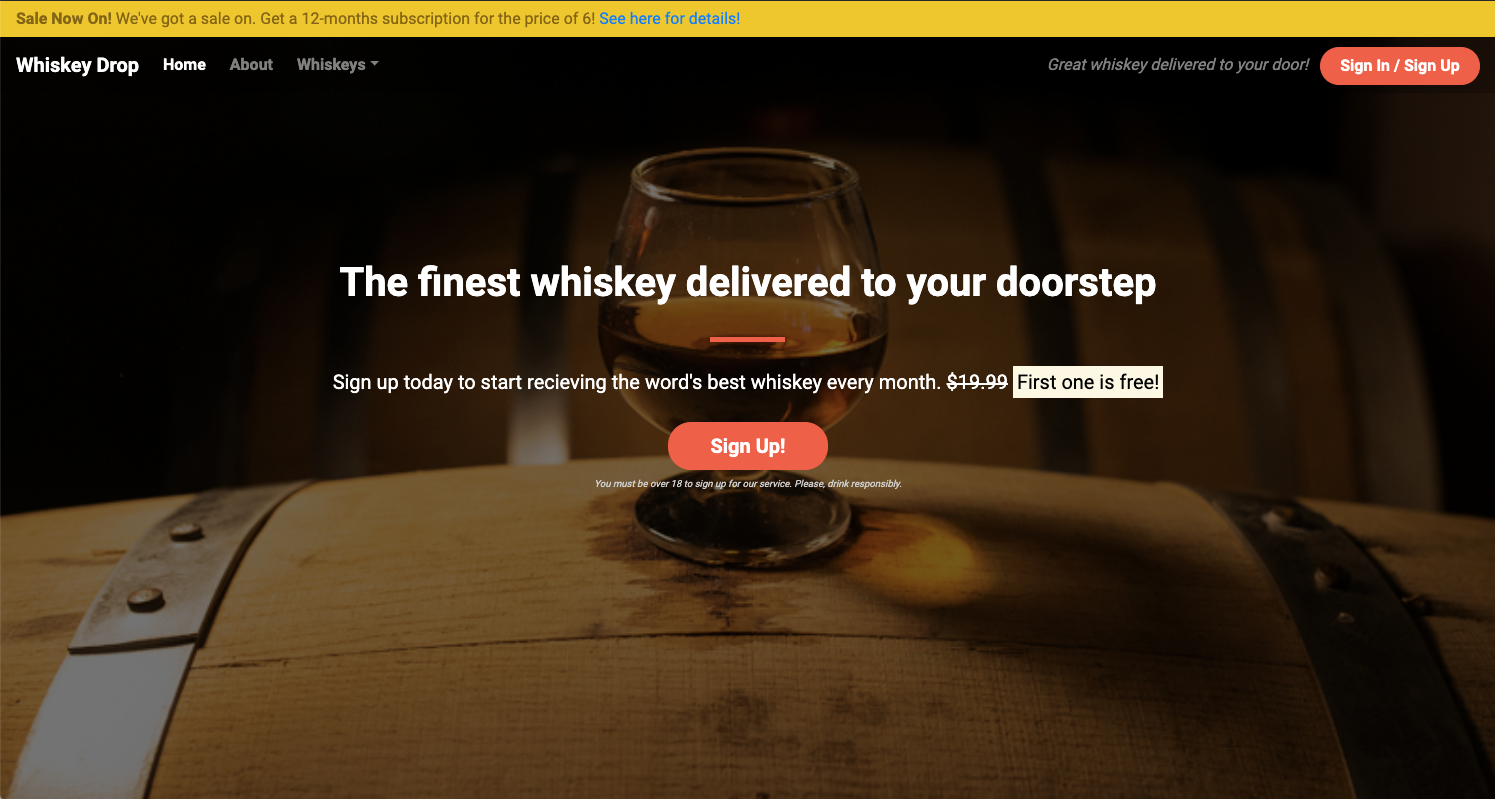 Sale Now On! We've got a sale on. Get a 12-months subscription for the price of 6! See here for details!
Whiskey Drop Home About Whiskeys Great whiskey delivered to your door! Sign In / Sign Up
The finest whiskey delivered to your doorstep
Sign up today to start recieving the word's best whiskey every month. $19.99 First one is free!
Sign Up!
You must be over 18 to sign up for our service. Please, drink responsibly.